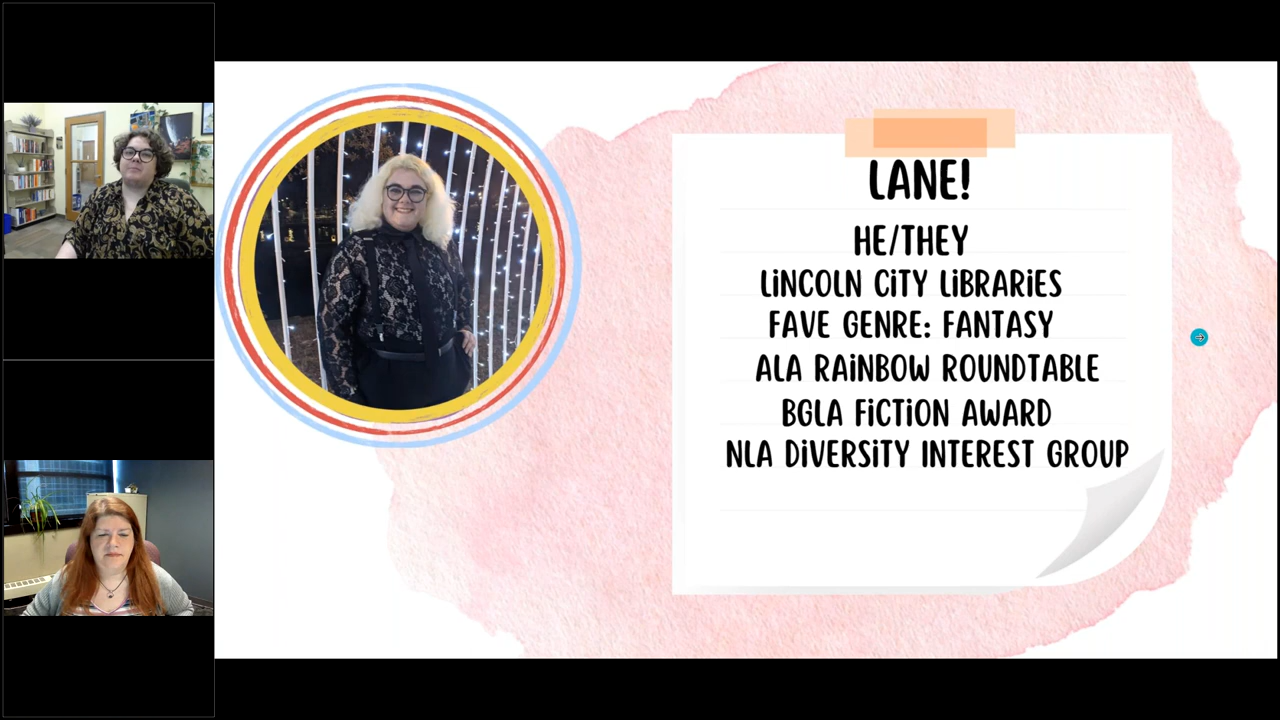 LANE!
HE/THEY
LINCOLN CITY LIBRARIES
FAVE GENRE: FANTASY
ALA RAINBOW ROUNDTABLE
BGLA FICTION AWARD
NLA DIVERSITY INTEREST GROUP